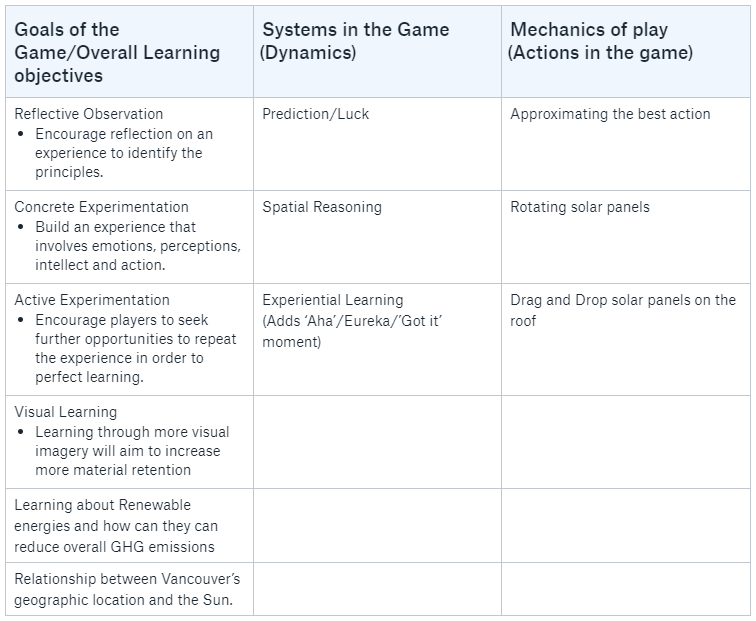 Goals of the
Game/Overall Learning
objectives
Systems in the Game
(Dynamics)
Mechanics of play
(Actions in the game)
Reflective Observation
• Encourage reflection on an
experience to identify the
principles.
Prediction/Luck
Approximating the best action
Concrete Experimentation
• Build an experience that
involves emotions, perceptions,
intellect and action.
Spatial Reasoning
Rotating solar panels
Active Experimentation
• Encourage players to seek
further opportunities to repeat
the experience in order to
perfect learning.
Experiential Learning
(Adds ‘Aha’/Eureka/’Got it’
moment)
Drag and Drop solar panels on the
roof
Visual Learning
• Learning through more visual
imagery will aim to increase
more material retention
Learning about Renewable
energies and how can they can
reduce overall GHG emissions
Relationship between Vancouver’s
geographic location and the Sun.